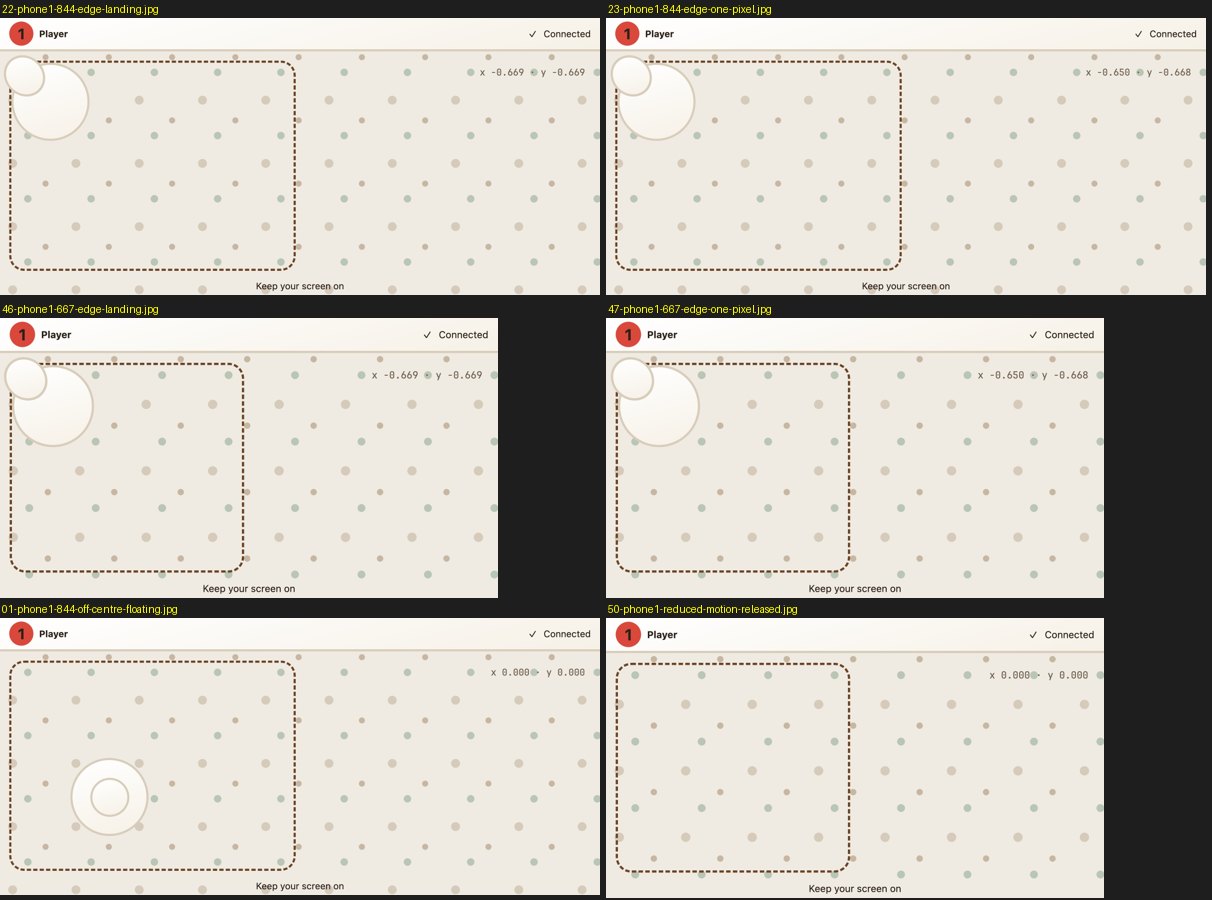 22-phone1-844-edge-landing.jpg
1 Player ✓ Connected
x -0.669 · y -0.669
Keep your screen on
23-phone1-844-edge-one-pixel.jpg
1 Player ✓ Connected
x -0.650 · y -0.668
Keep your screen on
46-phone1-667-edge-landing.jpg
1 Player ✓ Connected
x -0.669 · y -0.669
Keep your screen on
47-phone1-667-edge-one-pixel.jpg
1 Player ✓ Connected
x -0.650 · y -0.668
Keep your screen on
01-phone1-844-off-centre-floating.jpg
1 Player ✓ Connected
x 0.000 · y 0.000
Keep your screen on
50-phone1-reduced-motion-released.jpg
1 Player ✓ Connected
x 0.000 · y 0.000
Keep your screen on